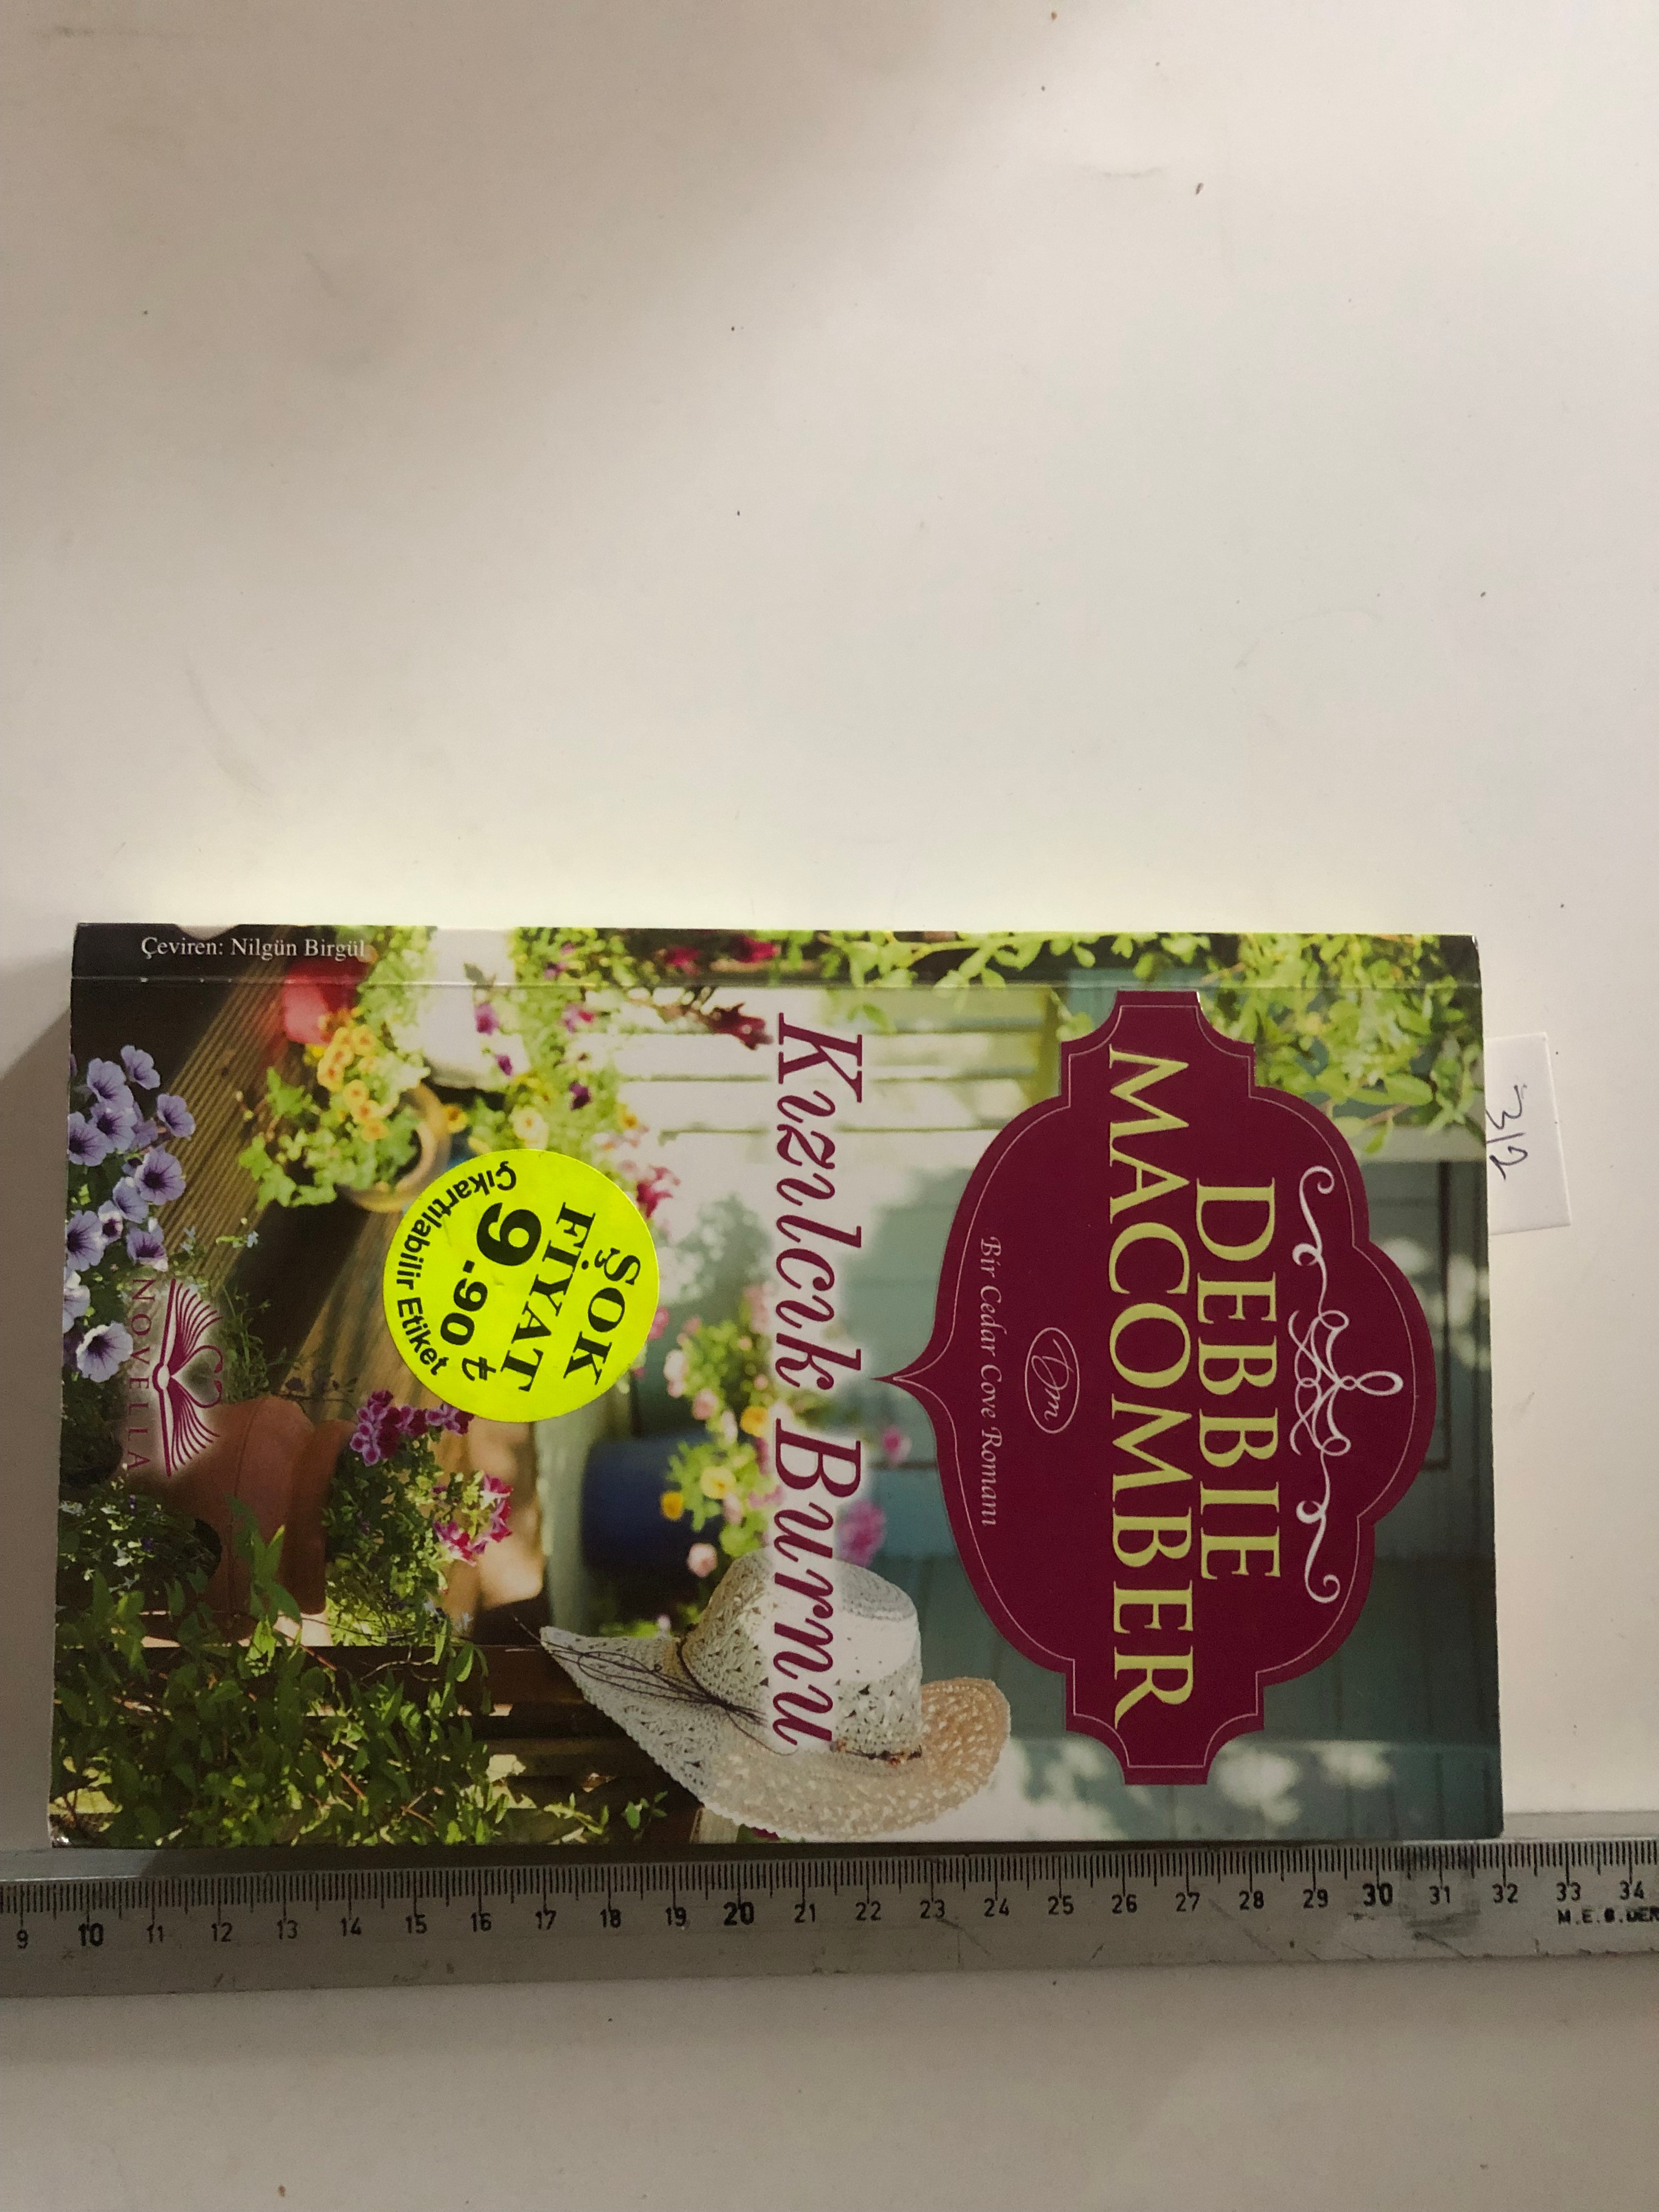 Çeviren: Nilgün Birgül
DEBBIE
MACOMBER
Dm
Bir Cedar Cove Romanı
Kızılcık Burnu
ŞOK
FİYAT
9.90 ₺
Çıkartılabilir EtiKet
NOVELLA
9 10 11 12 13 14 15 16 17 18 19 20 21 22 23 24 25 26 27 28 29 30 31 32 33 34
M.E.B.DER